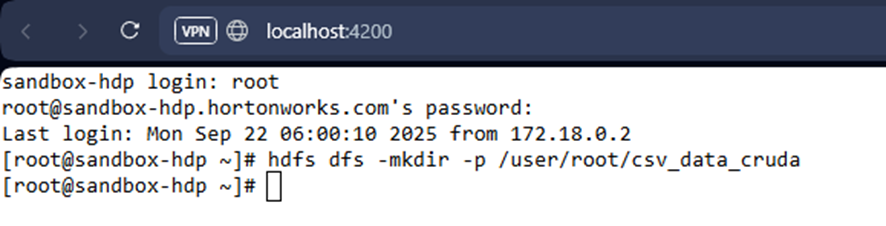 VPN localhost:4200
sandbox-hdp login: root
root@sandbox-hdp.hortonworks.com's password:
Last login: Mon Sep 22 06:00:10 2025 from 172.18.0.2
[root@sandbox-hdp ~]# hdfs dfs -mkdir -p /user/root/csv_data_cruda
[root@sandbox-hdp ~]#